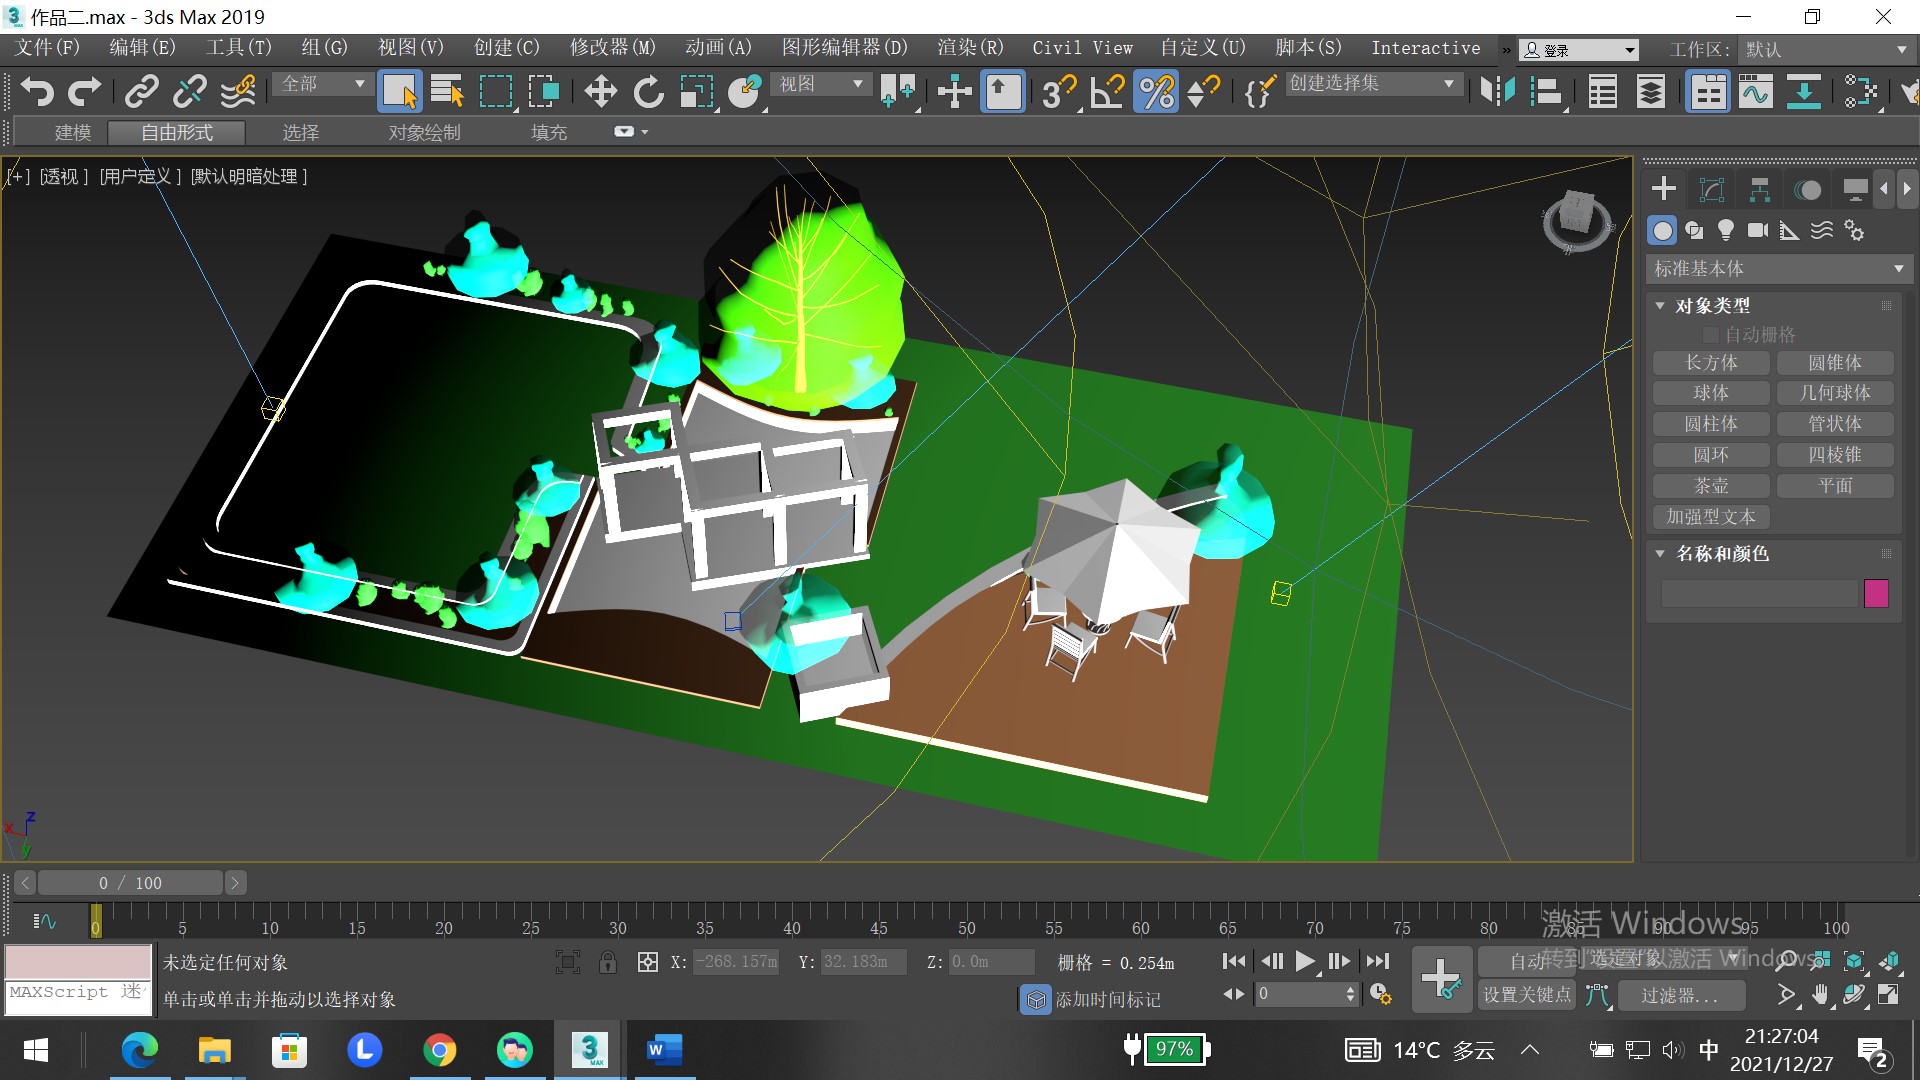 作品二.max - 3ds Max 2019
文件(F) 编辑(E) 工具(T) 组(G) 视图(V) 创建(C) 修改器(M) 动画(A) 图形编辑器(D) 渲染(R) Civil View 自定义(U) 脚本(S) Interactive » 登录 工作区: 默认
全部 视图 创建选择集
建模 自由形式 选择 对象绘制 填充
[+] [透视 ] [用户定义 ] [默认明暗处理 ]
标准基本体
对象类型
自动栅格
长方体 圆锥体
球体 几何球体
圆柱体 管状体
圆环 四棱锥
茶壶 平面
加强型文本
名称和颜色
z
x
y
0 / 100
0 5 10 15 20 25 30 35 40 45 50 55 60 65 70 75 80 85 90 95 100
激活 Windows
转到"设置"以激活 Windows。
未选定任何对象 X: -268.157m Y: 32.183m Z: 0.0m 栅格 = 0.254m 自动 选定对象
MAXScript 迷
单击或单击并拖动以选择对象 添加时间标记 0 设置关键点 过滤器...
97% 14°C 多云 中 21:27:04
2021/12/27
2